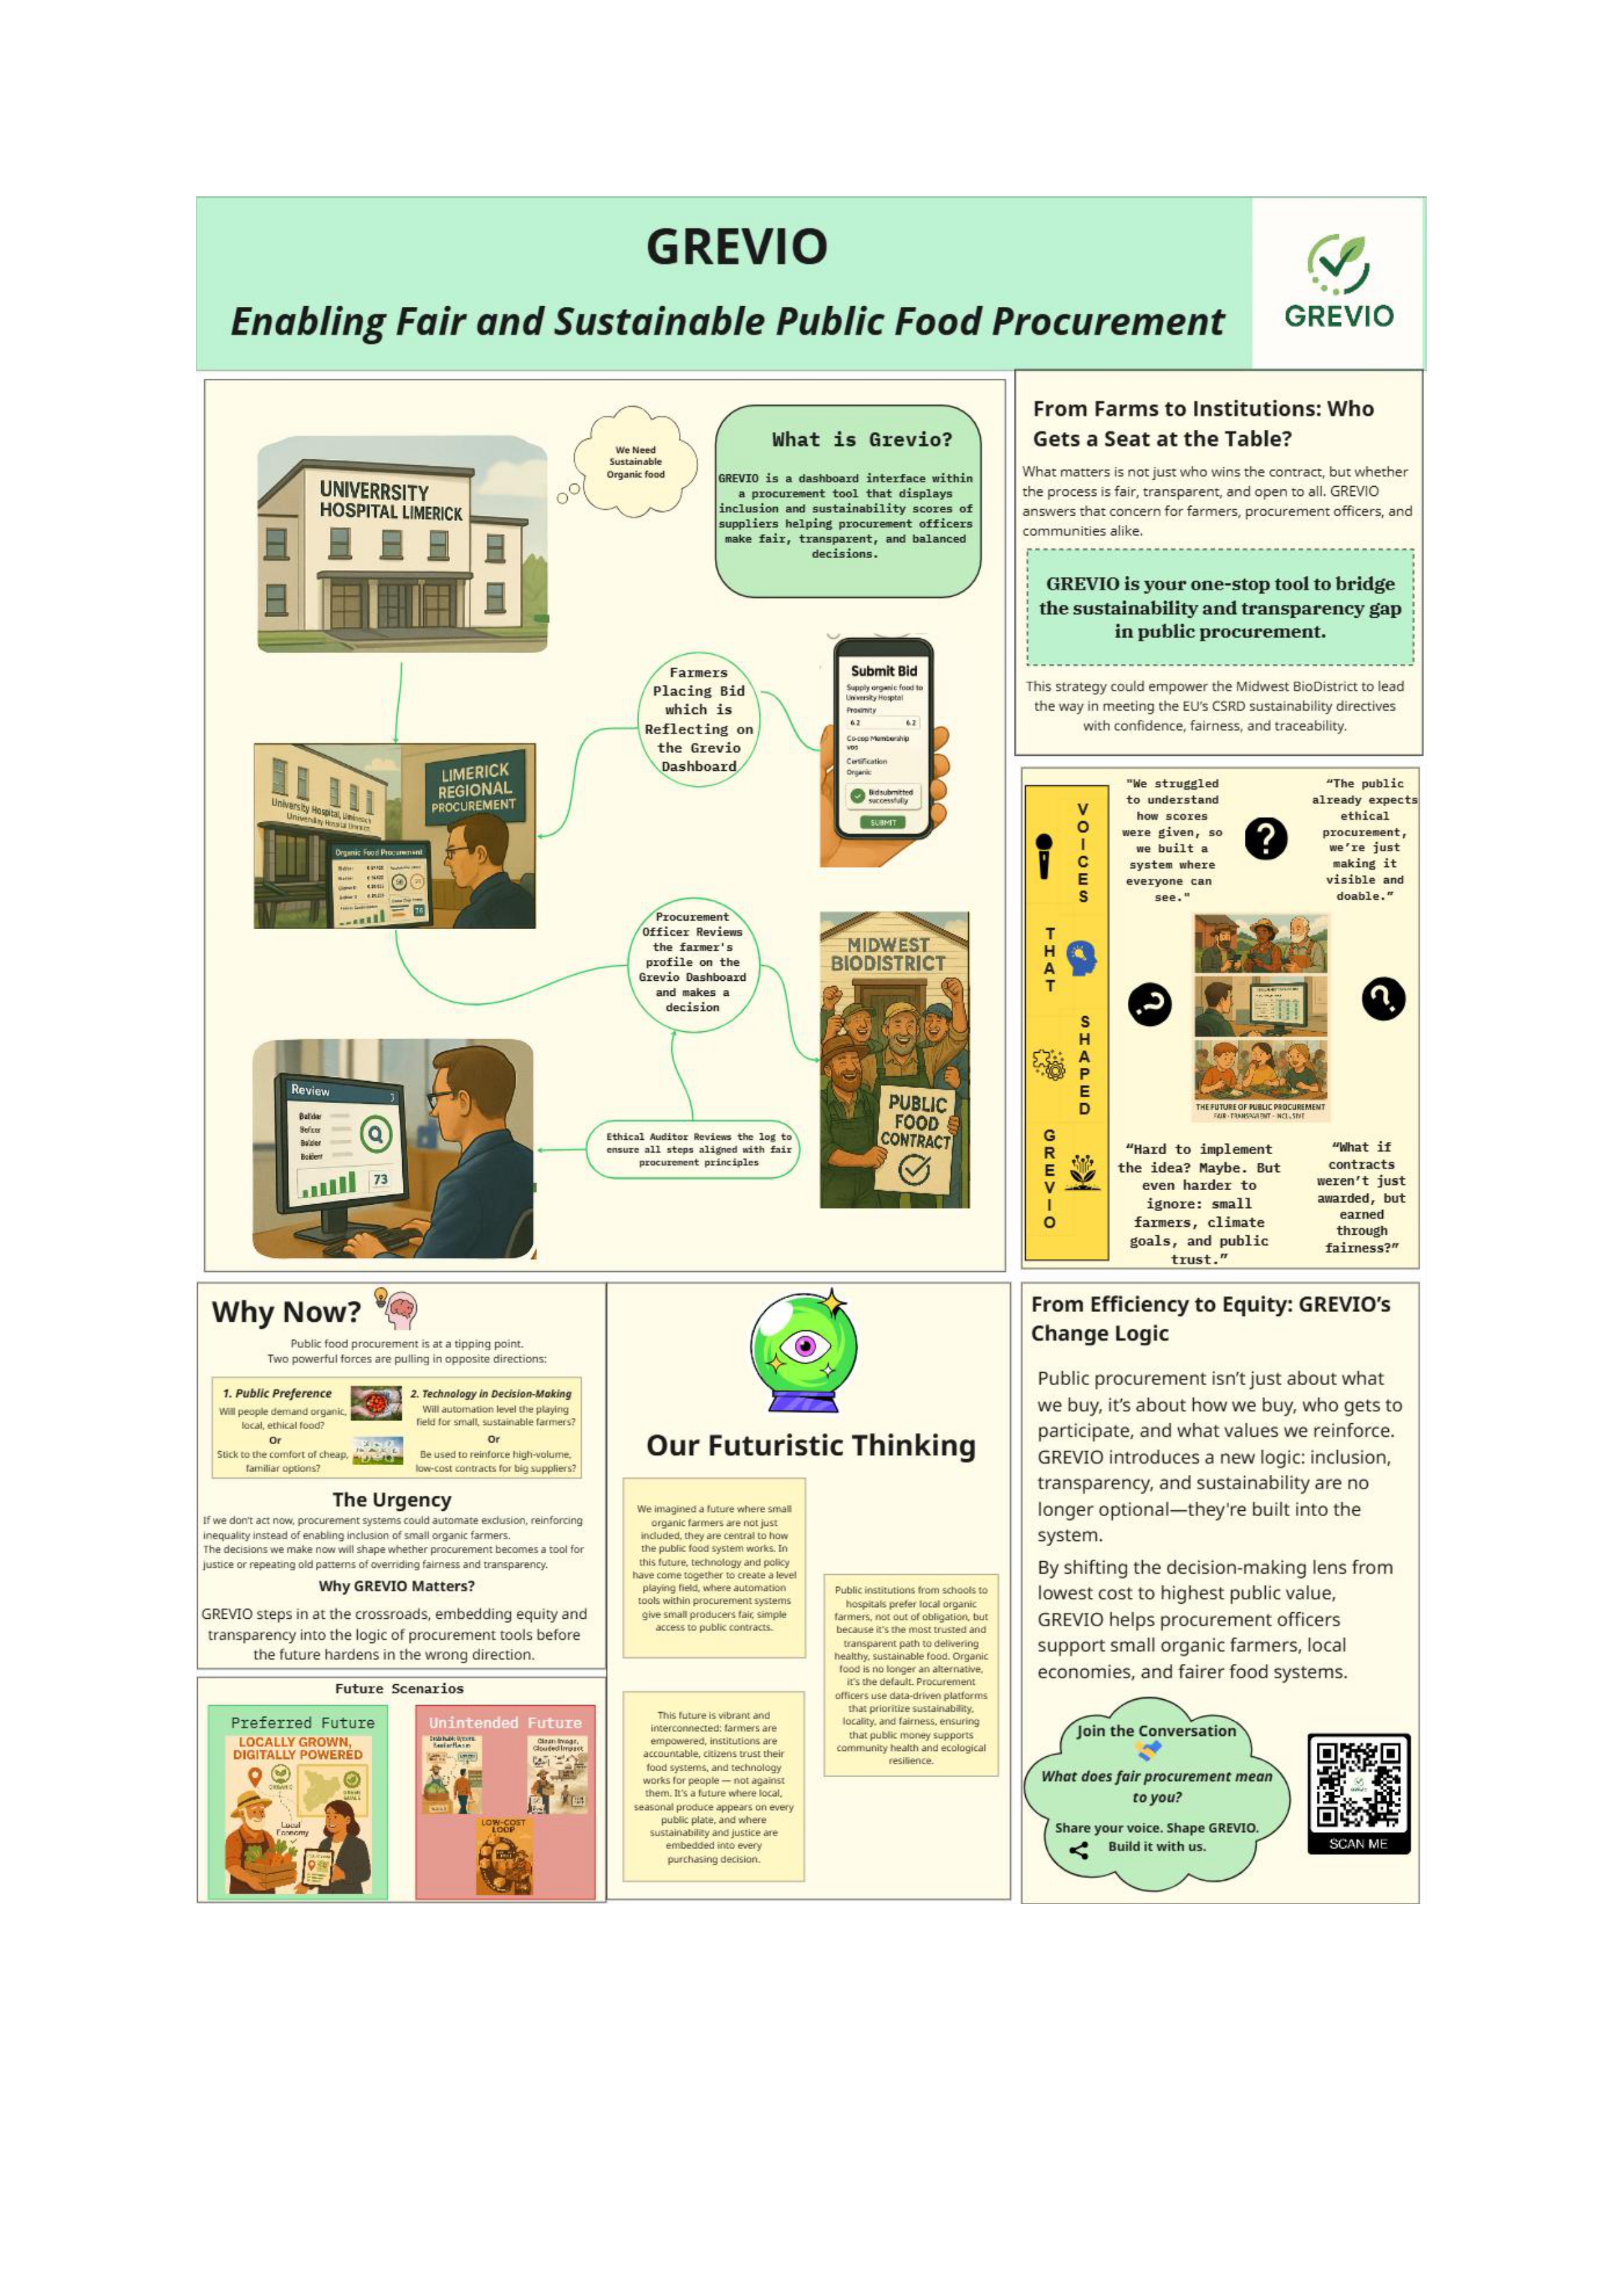 GREVIO
Enabling Fair and Sustainable Public Food Procurement
GREVIO
UNIVERRSITY
HOSPITAL LIMERICK
We Need
Sustainable
Organic food
What is Grevio?
GREVIO is a dashboard interface within
a procurement tool that displays
inclusion and sustainability scores of
suppliers helping procurement officers
make fair, transparent, and balanced
decisions.
Farmers
Placing Bid
which is
Reflecting on
the Grevio
Dashboard
Submit Bid
Supply organic food to
University Hosptal
Proximity
6.2 6.2
Co-cop Membership
Certification
Organic
Bidsubmitted
successfully
SUBMIT
University Hospital, Limineach
LIMERICK
REGIONAL
PROCUREMENT
Organic Food Procurement
Procurement
Officer Reviews
the farmer's
profile on the
Grevio Dashboard
and makes a
decision
MIDWEST
BIODISTRICT
PUBLIC
FOOD
CONTRACT
Review
73
Ethical Auditor Reviews the log to
ensure all steps aligned with fair
procurement principles
From Farms to Institutions: Who
Gets a Seat at the Table?
What matters is not just who wins the contract, but whether
the process is fair, transparent, and open to all. GREVIO
answers that concern for farmers, procurement officers, and
communities alike.
GREVIO is your one-stop tool to bridge
the sustainability and transparency gap
in public procurement.
This strategy could empower the Midwest BioDistrict to lead
the way in meeting the EU's CSRD sustainability directives
with confidence, fairness, and traceability.
VOICES
THAT
SHAPED
GREVIO
"We struggled
to understand
how scores
were given, so
we built a
system where
everyone can
see."
“The public
already expects
ethical
procurement,
we’re just
making it
visible and
doable.”
THE FUTURE OF PUBLIC PROCUREMENT
FAIR · TRANSPARENT · INCLUSIVE
“Hard to implement
the idea? Maybe. But
even harder to
ignore: small
farmers, climate
goals, and public
trust.”
“What if
contracts
weren’t just
awarded, but
earned
through
fairness?”
Why Now?
Public food procurement is at a tipping point.
Two powerful forces are pulling in opposite directions:
1. Public Preference
Will people demand organic,
local, ethical food?
Or
Stick to the comfort of cheap,
familiar options?
2. Technology in Decision-Making
Will automation level the playing
field for small, sustainable farmers?
Or
Be used to reinforce high-volume,
low-cost contracts for big suppliers?
The Urgency
If we don't act now, procurement systems could automate exclusion, reinforcing
inequality instead of enabling inclusion of small organic farmers.
The decisions we make now will shape whether procurement becomes a tool for
justice or repeating old patterns of overriding fairness and transparency.
Why GREVIO Matters?
GREVIO steps in at the crossroads, embedding equity and
transparency into the logic of procurement tools before
the future hardens in the wrong direction.
Future Scenarios
Preferred Future
LOCALLY GROWN,
DIGITALLY POWERED
ORGANIC
Local
Economy
Unintended Future
Clean Image,
Clouded Impact
LOW-COST
LOOP
Our Futuristic Thinking
We imagined a future where small
organic farmers are not just
included, they are central to how
the public food system works. In
this future, technology and policy
have come together to create a level
playing field, where automation
tools within procurement systems
give small producers fair, simple
access to public contracts.
Public institutions from schools to
hospitals prefer local organic
farmers, not out of obligation, but
because it's the most trusted and
transparent path to delivering
healthy, sustainable food. Organic
food is no longer an alternative,
it's the default. Procurement
officers use data-driven platforms
that prioritize sustainability,
locality, and fairness, ensuring
that public money supports
community health and ecological
resilience.
This future is vibrant and
interconnected: farmers are
empowered, institutions are
accountable, citizens trust their
food systems, and technology
works for people — not against
them. It's a future where local,
seasonal produce appears on every
public plate, and where
sustainability and justice are
embedded into every
purchasing decision.
From Efficiency to Equity: GREVIO’s
Change Logic
Public procurement isn’t just about what
we buy, it’s about how we buy, who gets to
participate, and what values we reinforce.
GREVIO introduces a new logic: inclusion,
transparency, and sustainability are no
longer optional—they're built into the
system.
By shifting the decision-making lens from
lowest cost to highest public value,
GREVIO helps procurement officers
support small organic farmers, local
economies, and fairer food systems.
Join the Conversation
What does fair procurement mean
to you?
Share your voice. Shape GREVIO.
Build it with us.
SCAN ME